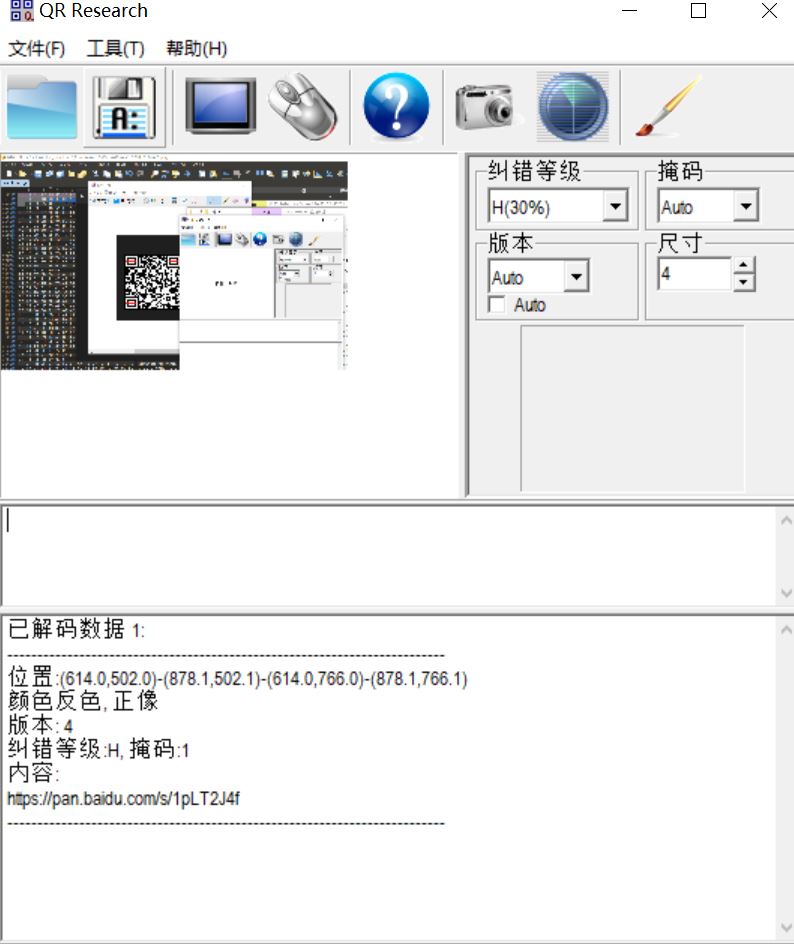 QR Research
文件(F) 工具(T) 帮助(H)
A:
纠错等级 掩码
H(30%) Auto
版本 尺寸
Auto 4
Auto
已解码数据 1:
--------------------------------------------------------------------------------
位置:(614.0,502.0)-(878.1,502.1)-(614.0,766.0)-(878.1,766.1)
颜色反色, 正像
版本: 4
纠错等级:H, 掩码:1
内容:
https://pan.baidu.com/s/1pLT2J4f
--------------------------------------------------------------------------------